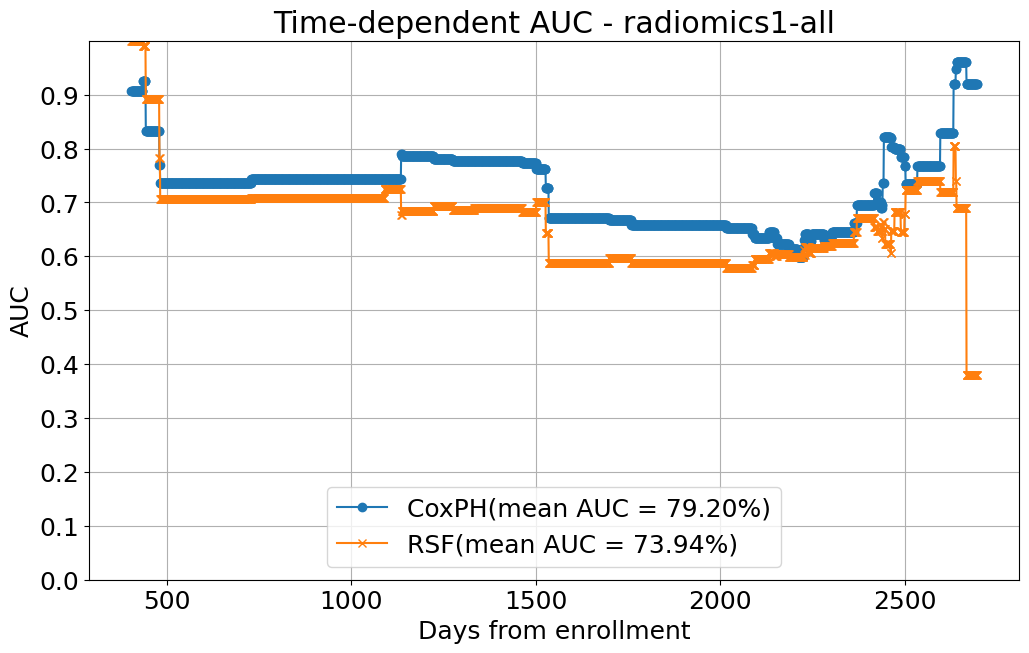 Time-dependent AUC - radiomics1-all
AUC
0.9
0.8
0.7
0.6
0.5
0.4
0.3
0.2
0.1
0.0
CoxPH(mean AUC = 79.20%)
RSF(mean AUC = 73.94%)
500 1000 1500 2000 2500
Days from enrollment